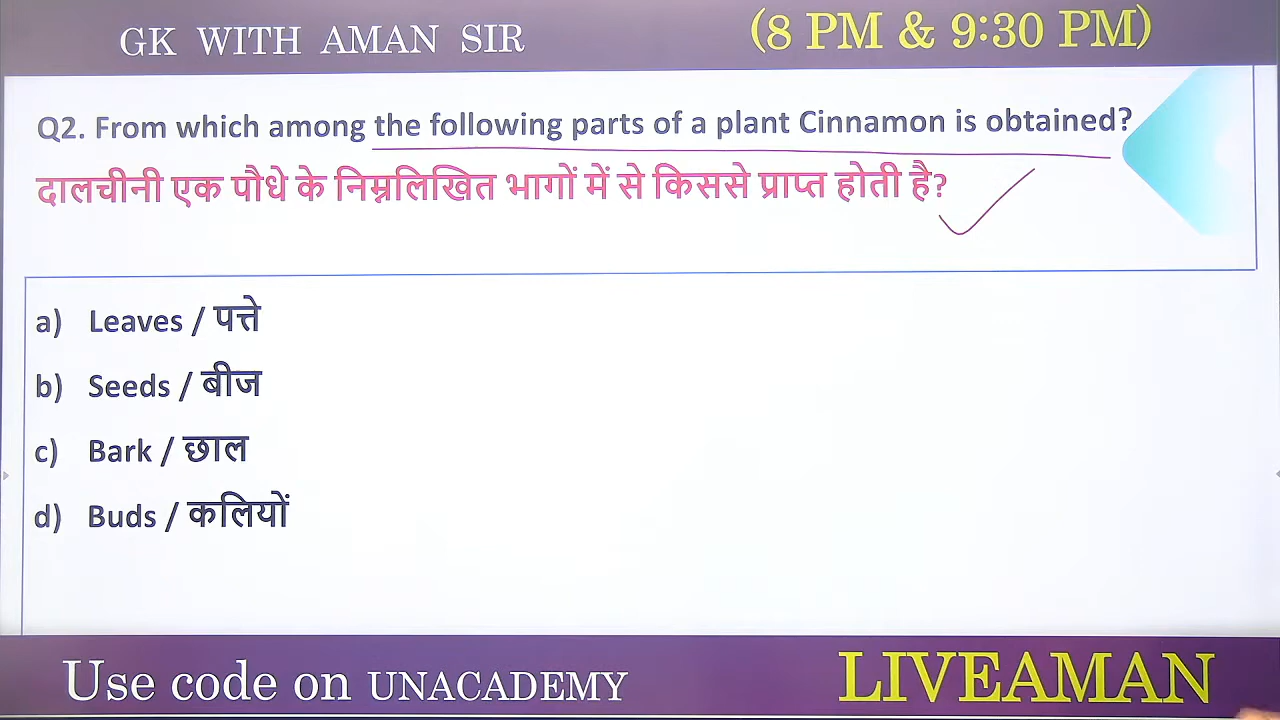 GK WITH AMAN SIR
(8 PM & 9:30 PM)
Q2. From which among the following parts of a plant Cinnamon is obtained?
दालचीनी एक पौधे के निम्नलिखित भागों में से किससे प्राप्त होती है?
a) Leaves / पत्ते
b) Seeds / बीज
c) Bark / छाल
d) Buds / कलियों
Use code on UNACADEMY
LIVEAMAN